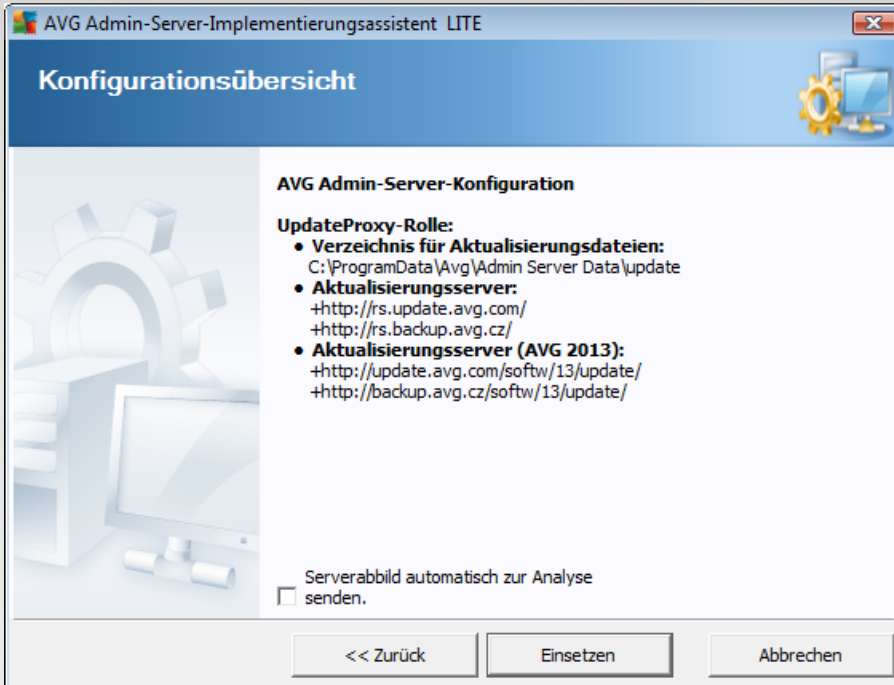 AVG Admin-Server-Implementierungsassistent LITE
Konfigurationsübersicht
AVG Admin-Server-Konfiguration
UpdateProxy-Rolle:
• Verzeichnis für Aktualisierungsdateien:
C:\ProgramData\Avg\Admin Server Data\update
• Aktualisierungsserver:
+http://rs.update.avg.com/
+http://rs.backup.avg.cz/
• Aktualisierungsserver (AVG 2013):
+http://update.avg.com/softw/13/update/
+http://backup.avg.cz/softw/13/update/
Serverabbild automatisch zur Analyse
senden.
<< Zurück
Einsetzen
Abbrechen